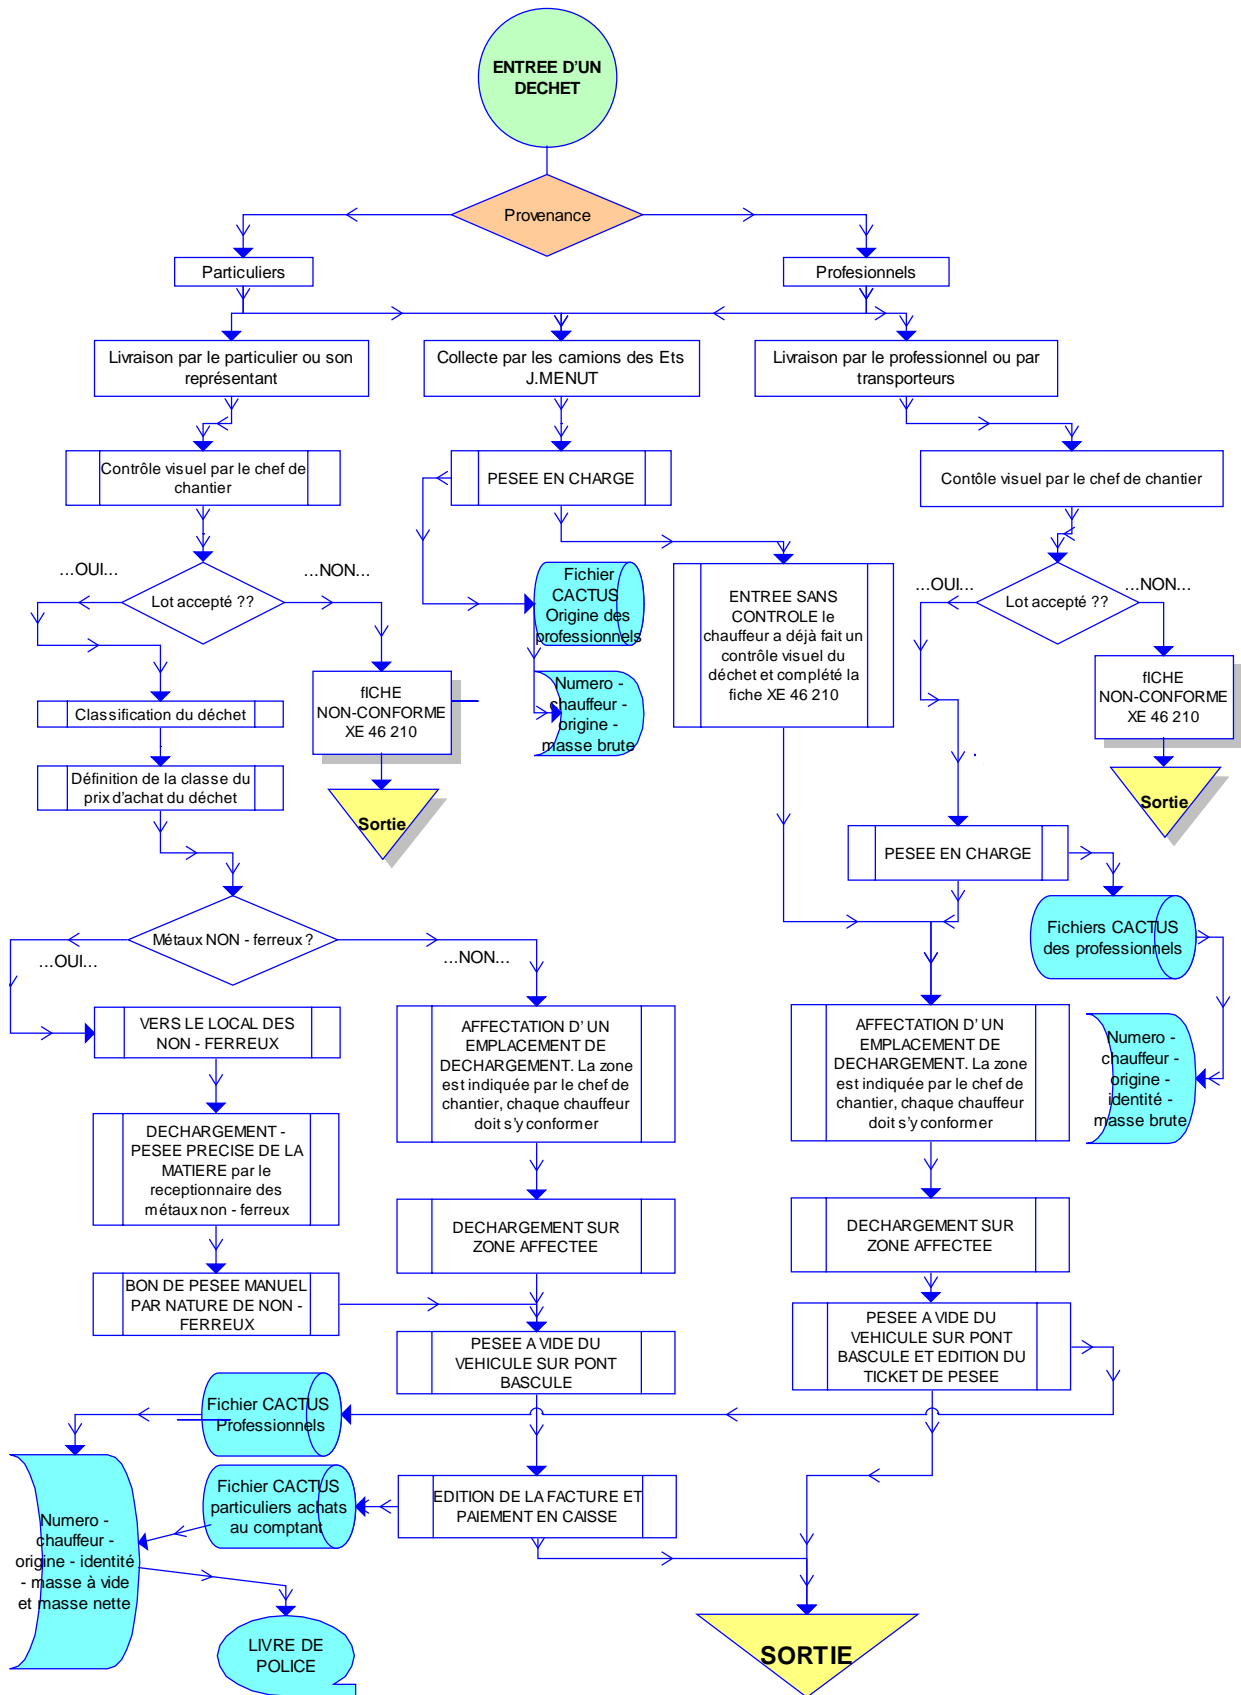 ENTREE D'UN
DECHET
Provenance
Particuliers
Profesionnels
Livraison par le particulier ou son
représentant
Collecte par les camions des Ets
J.MENUT
Livraison par le professionnel ou par
transporteurs
Contrôle visuel par le chef de
chantier
PESEE EN CHARGE
Contôle visuel par le chef de chantier
...OUI...
...NON...
Lot accepté ??
Fichier
CACTUS
Origine des
professionnels
ENTREE SANS
CONTROLE le
chauffeur a déjà fait un
contrôle visuel du
déchet et complété la
fiche XE 46 210
...OUI...
...NON...
Lot accepté ??
fICHE
NON-CONFORME
XE 46 210
Numero -
chauffeur -
origine -
masse brute
fICHE
NON-CONFORME
XE 46 210
Classification du déchet
Définition de la classe du
prix d'achat du déchet
Sortie
Sortie
PESEE EN CHARGE
Métaux NON - ferreux ?
...OUI...
...NON...
Fichiers CACTUS
des professionnels
VERS LE LOCAL DES
NON - FERREUX
AFFECTATION D' UN
EMPLACEMENT DE
DECHARGEMENT. La zone
est indiquée par le chef de
chantier, chaque chauffeur
doit s'y conformer
AFFECTATION D' UN
EMPLACEMENT DE
DECHARGEMENT. La zone
est indiquée par le chef de
chantier, chaque chauffeur
doit s'y conformer
Numero -
chauffeur -
origine -
identité -
masse brute
DECHARGEMENT -
PESEE PRECISE DE LA
MATIERE par le
receptionnaire des
métaux non - ferreux
DECHARGEMENT SUR
ZONE AFFECTEE
DECHARGEMENT SUR
ZONE AFFECTEE
BON DE PESEE MANUEL
PAR NATURE DE NON -
FERREUX
PESEE A VIDE DU
VEHICULE SUR PONT
BASCULE
PESEE A VIDE DU
VEHICULE SUR PONT
BASCULE ET EDITION DU
TICKET DE PESEE
Fichier CACTUS
Professionnels
Fichier CACTUS
particuliers achats
au comptant
EDITION DE LA FACTURE ET
PAIEMENT EN CAISSE
Numero -
chauffeur -
origine - identité
- masse à vide
et masse nette
LIVRE DE
POLICE
SORTIE